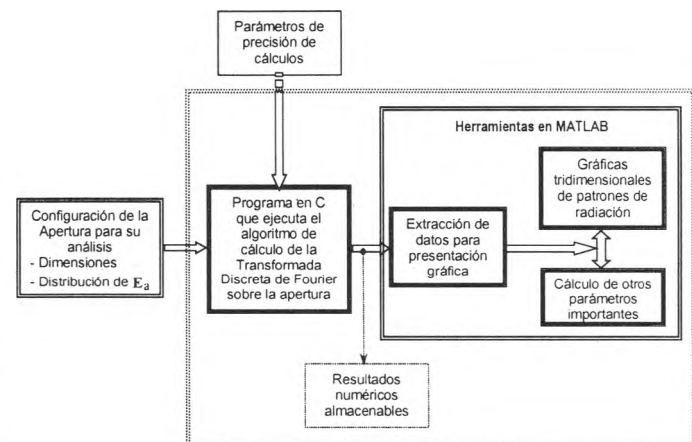 Parámetros de
precisión de
cálculos
Herramientas en MATLAB
Gráficas
tridimensionales
de patrones de
radiación
Configuración de la
Apertura para su
análisis
- Dimensiones
- Distribución de Ea
Programa en C
que ejecuta el
algoritmo de
cálculo de la
Transformada
Discreta de Fourier
sobre la apertura
Extracción de
datos para
presentación
gráfica
Cálculo de otros
parámetros
importantes
Resultados
numéricos
almacenables